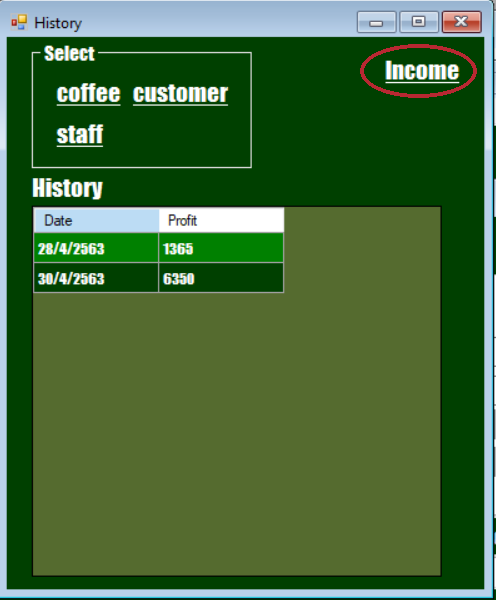 History
Select
Income
coffee customer
staff
History
Date Profit
28/4/2563 1365
30/4/2563 6350